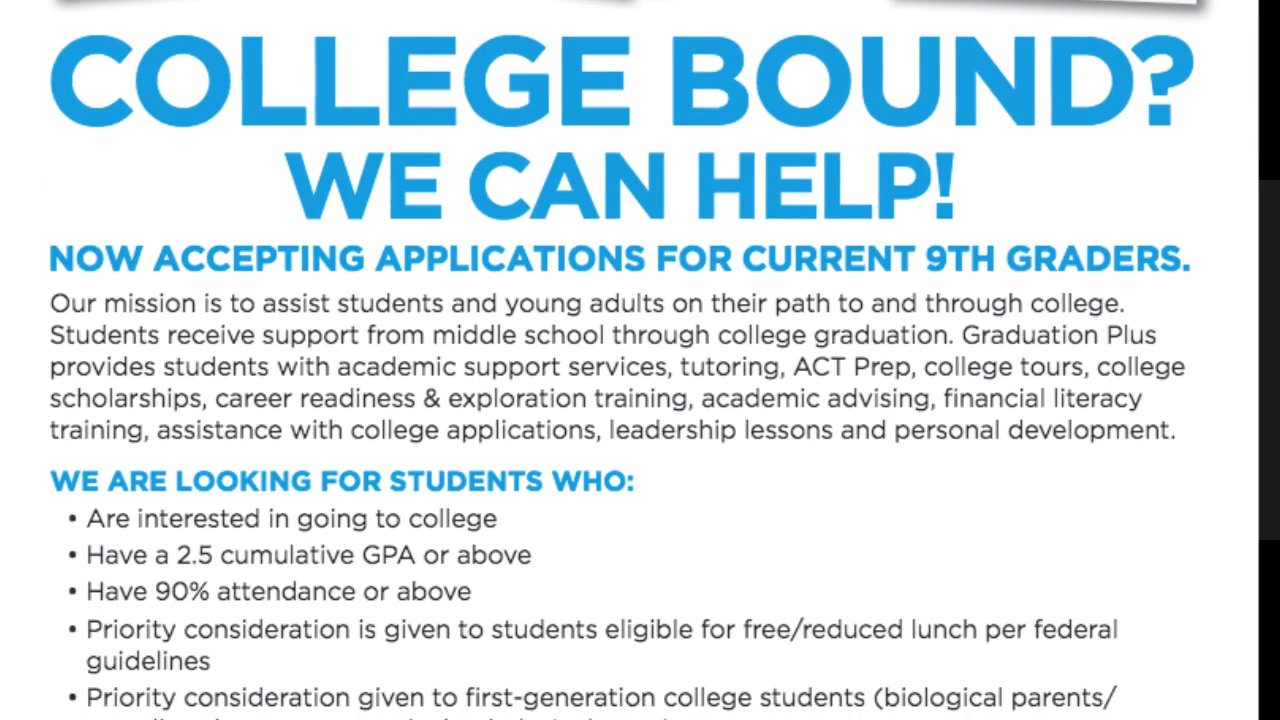 COLLEGE BOUND?
WE CAN HELP!
NOW ACCEPTING APPLICATIONS FOR CURRENT 9TH GRADERS.
Our mission is to assist students and young adults on their path to and through college.
Students receive support from middle school through college graduation. Graduation Plus
provides students with academic support services, tutoring, ACT Prep, college tours, college
scholarships, career readiness & exploration training, academic advising, financial literacy
training, assistance with college applications, leadership lessons and personal development.
WE ARE LOOKING FOR STUDENTS WHO:
• Are interested in going to college
• Have a 2.5 cumulative GPA or above
• Have 90% attendance or above
• Priority consideration is given to students eligible for free/reduced lunch per federal
guidelines
• Priority consideration given to first-generation college students (biological parents/